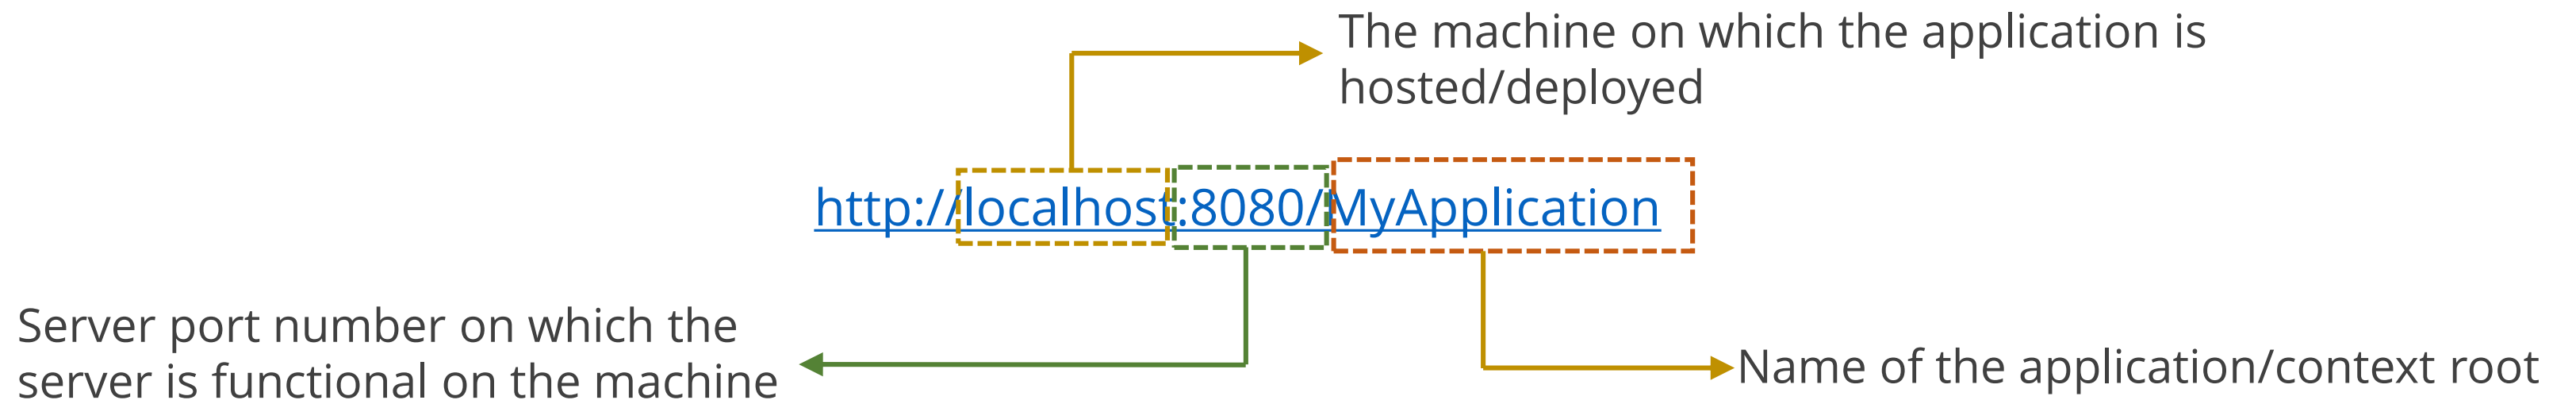 The machine on which the application is
hosted/deployed
http://localhost:8080/MyApplication
Server port number on which the
server is functional on the machine
Name of the application/context root